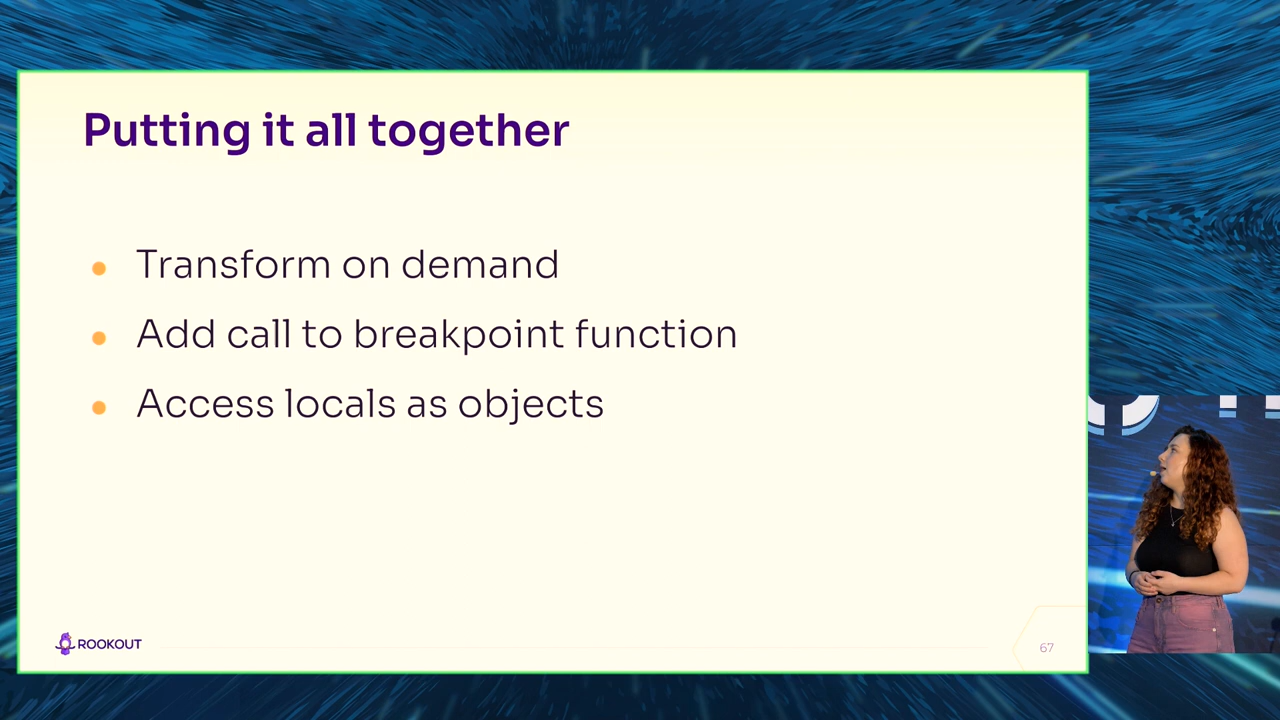 Putting it all together
Transform on demand
Add call to breakpoint function
Access locals as objects
ROOKOUT
67